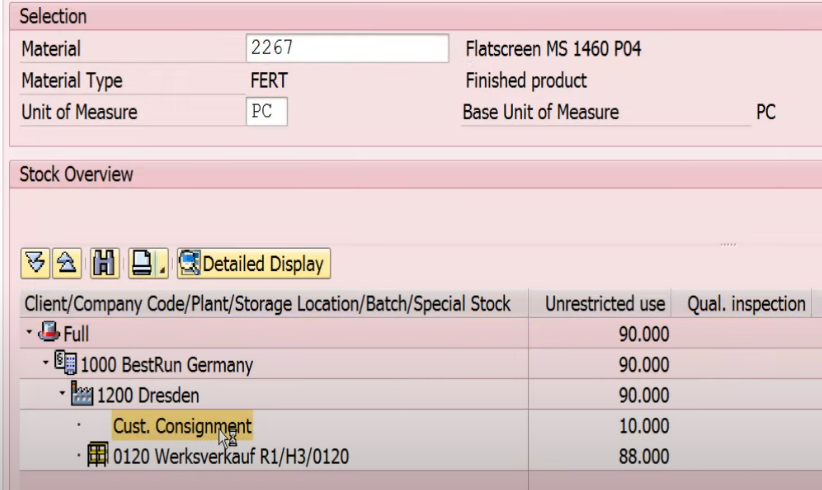 Selection
Material 2267 Flatscreen MS 1460 P04
Material Type FERT Finished product
Unit of Measure PC Base Unit of Measure PC
Stock Overview
Detailed Display
Client/Company Code/Plant/Storage Location/Batch/Special Stock Unrestricted use Qual. inspection
Full 90.000
1000 BestRun Germany 90.000
1200 Dresden 90.000
Cust. Consignment 10.000
0120 Werksverkauf R1/H3/0120 88.000